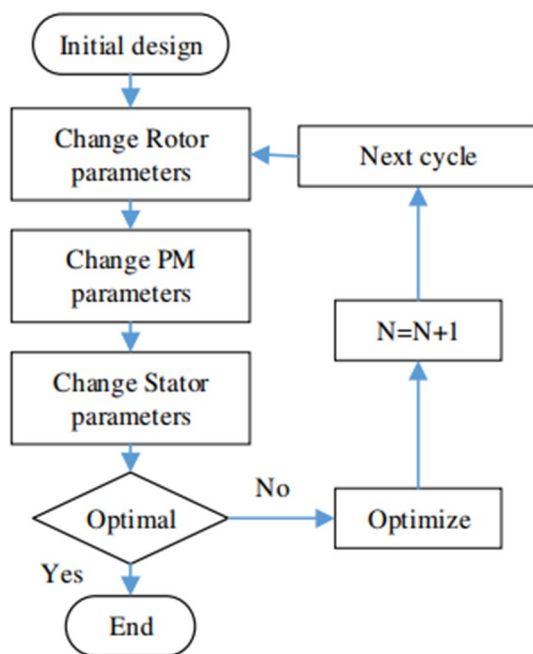 Initial design
Change Rotor
parameters
Next cycle
Change PM
parameters
N=N+1
Change Stator
parameters
No
Optimal
Optimize
Yes
End